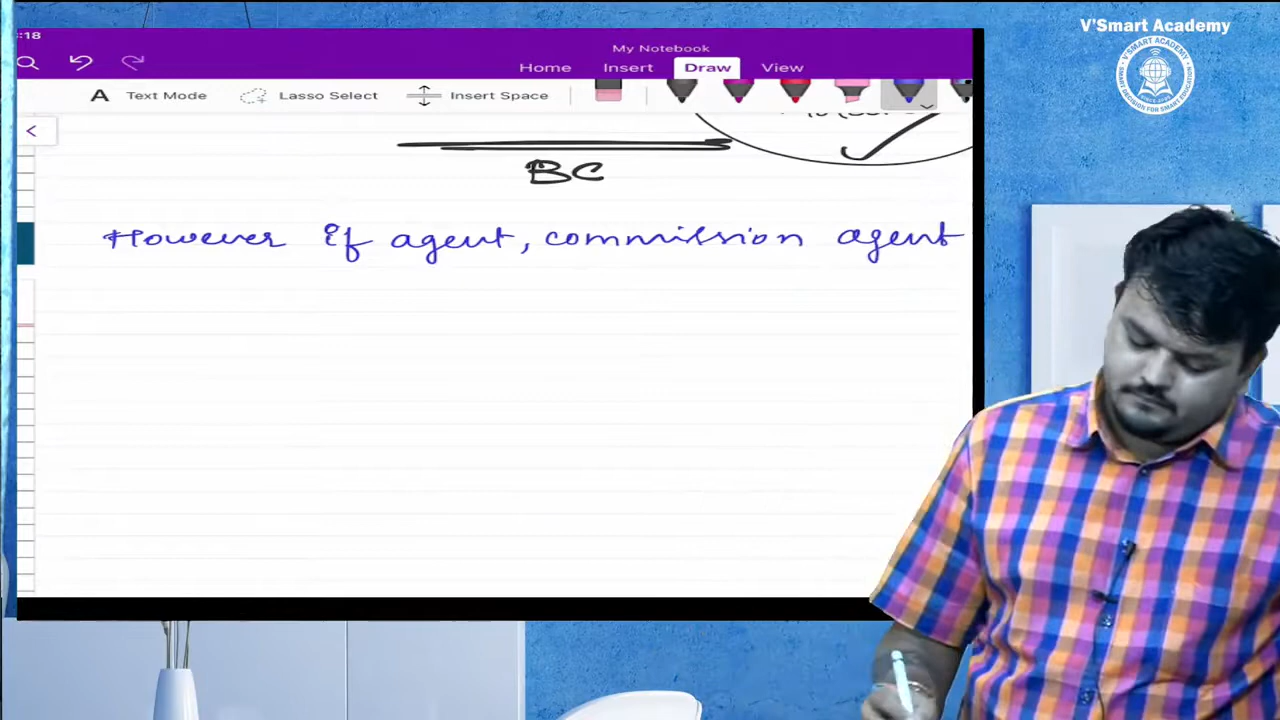 V'Smart Academy
:18
My Notebook
Home Insert Draw View
Text Mode Lasso Select Insert Space
BC
However if agent, commission agent